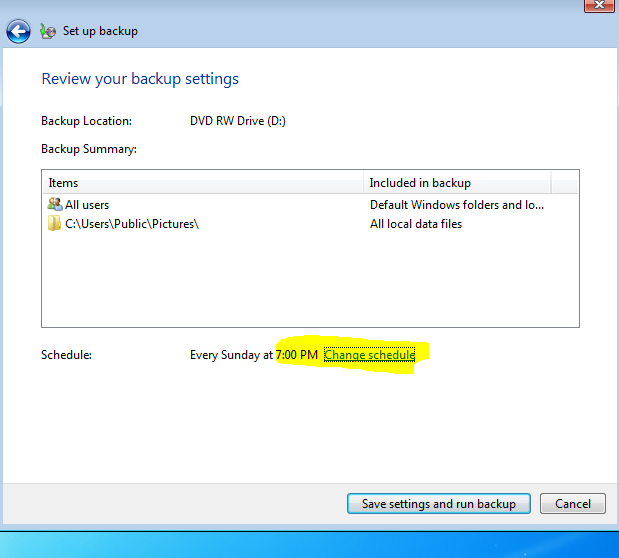 Set up backup
Review your backup settings
Backup Location: DVD RW Drive (D:)
Backup Summary:
Items Included in backup
All users Default Windows folders and lo...
C:\Users\Public\Pictures\ All local data files
Schedule: Every Sunday at 7:00 PM Change schedule
Save settings and run backup Cancel